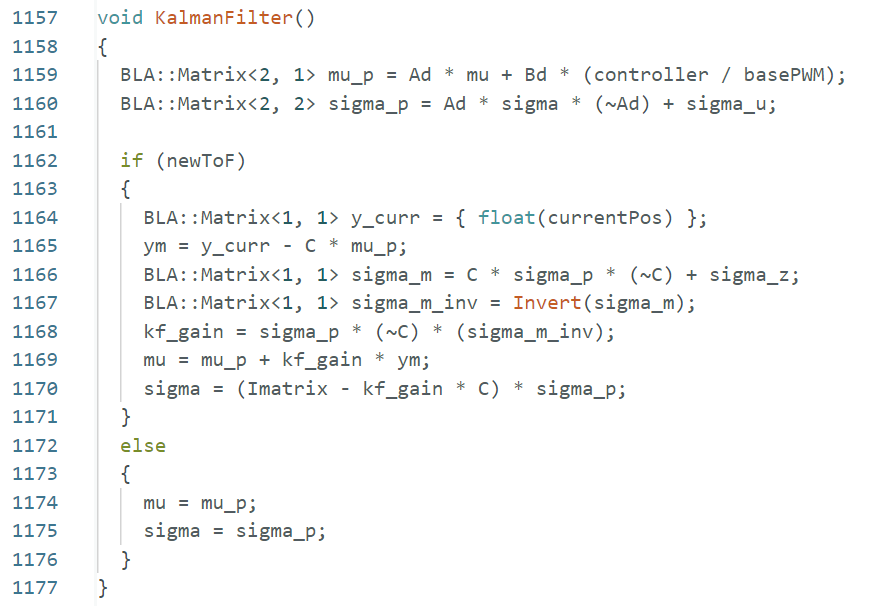 1157 void KalmanFilter()
1158 {
1159 BLA::Matrix<2, 1> mu_p = Ad * mu + Bd * (controller / basePWM);
1160 BLA::Matrix<2, 2> sigma_p = Ad * sigma * (~Ad) + sigma_u;
1161
1162 if (newToF)
1163 {
1164 BLA::Matrix<1, 1> y_curr = { float(currentPos) };
1165 ym = y_curr - C * mu_p;
1166 BLA::Matrix<1, 1> sigma_m = C * sigma_p * (~C) + sigma_z;
1167 BLA::Matrix<1, 1> sigma_m_inv = Invert(sigma_m);
1168 kf_gain = sigma_p * (~C) * (sigma_m_inv);
1169 mu = mu_p + kf_gain * ym;
1170 sigma = (Imatrix - kf_gain * C) * sigma_p;
1171 }
1172 else
1173 {
1174 mu = mu_p;
1175 sigma = sigma_p;
1176 }
1177 }